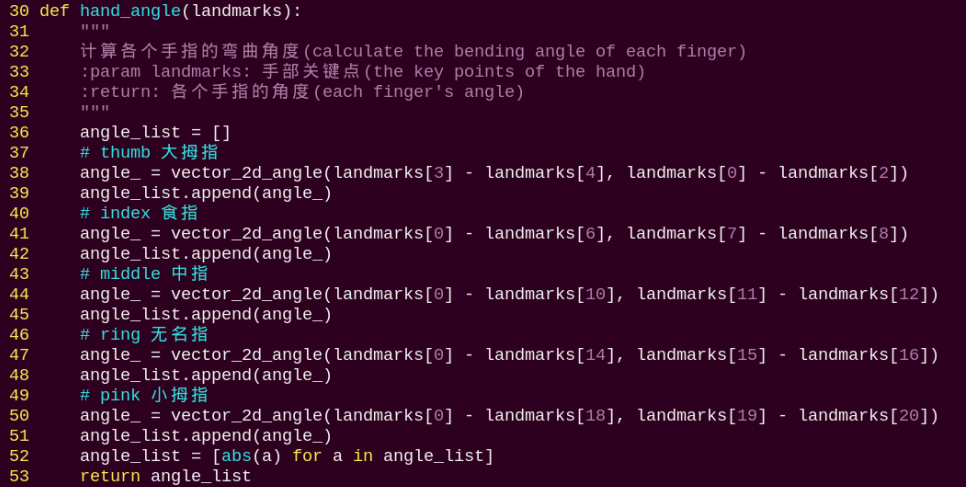 30 def hand_angle(landmarks):
31     """
32     计算各个手指的弯曲角度(calculate the bending angle of each finger)
33     :param landmarks: 手部关键点(the key points of the hand)
34     :return: 各个手指的角度(each finger's angle)
35     """
36     angle_list = []
37     # thumb 大拇指
38     angle_ = vector_2d_angle(landmarks[3] - landmarks[4], landmarks[0] - landmarks[2])
39     angle_list.append(angle_)
40     # index 食指
41     angle_ = vector_2d_angle(landmarks[0] - landmarks[6], landmarks[7] - landmarks[8])
42     angle_list.append(angle_)
43     # middle 中指
44     angle_ = vector_2d_angle(landmarks[0] - landmarks[10], landmarks[11] - landmarks[12])
45     angle_list.append(angle_)
46     # ring 无名指
47     angle_ = vector_2d_angle(landmarks[0] - landmarks[14], landmarks[15] - landmarks[16])
48     angle_list.append(angle_)
49     # pink 小拇指
50     angle_ = vector_2d_angle(landmarks[0] - landmarks[18], landmarks[19] - landmarks[20])
51     angle_list.append(angle_)
52     angle_list = [abs(a) for a in angle_list]
53     return angle_list